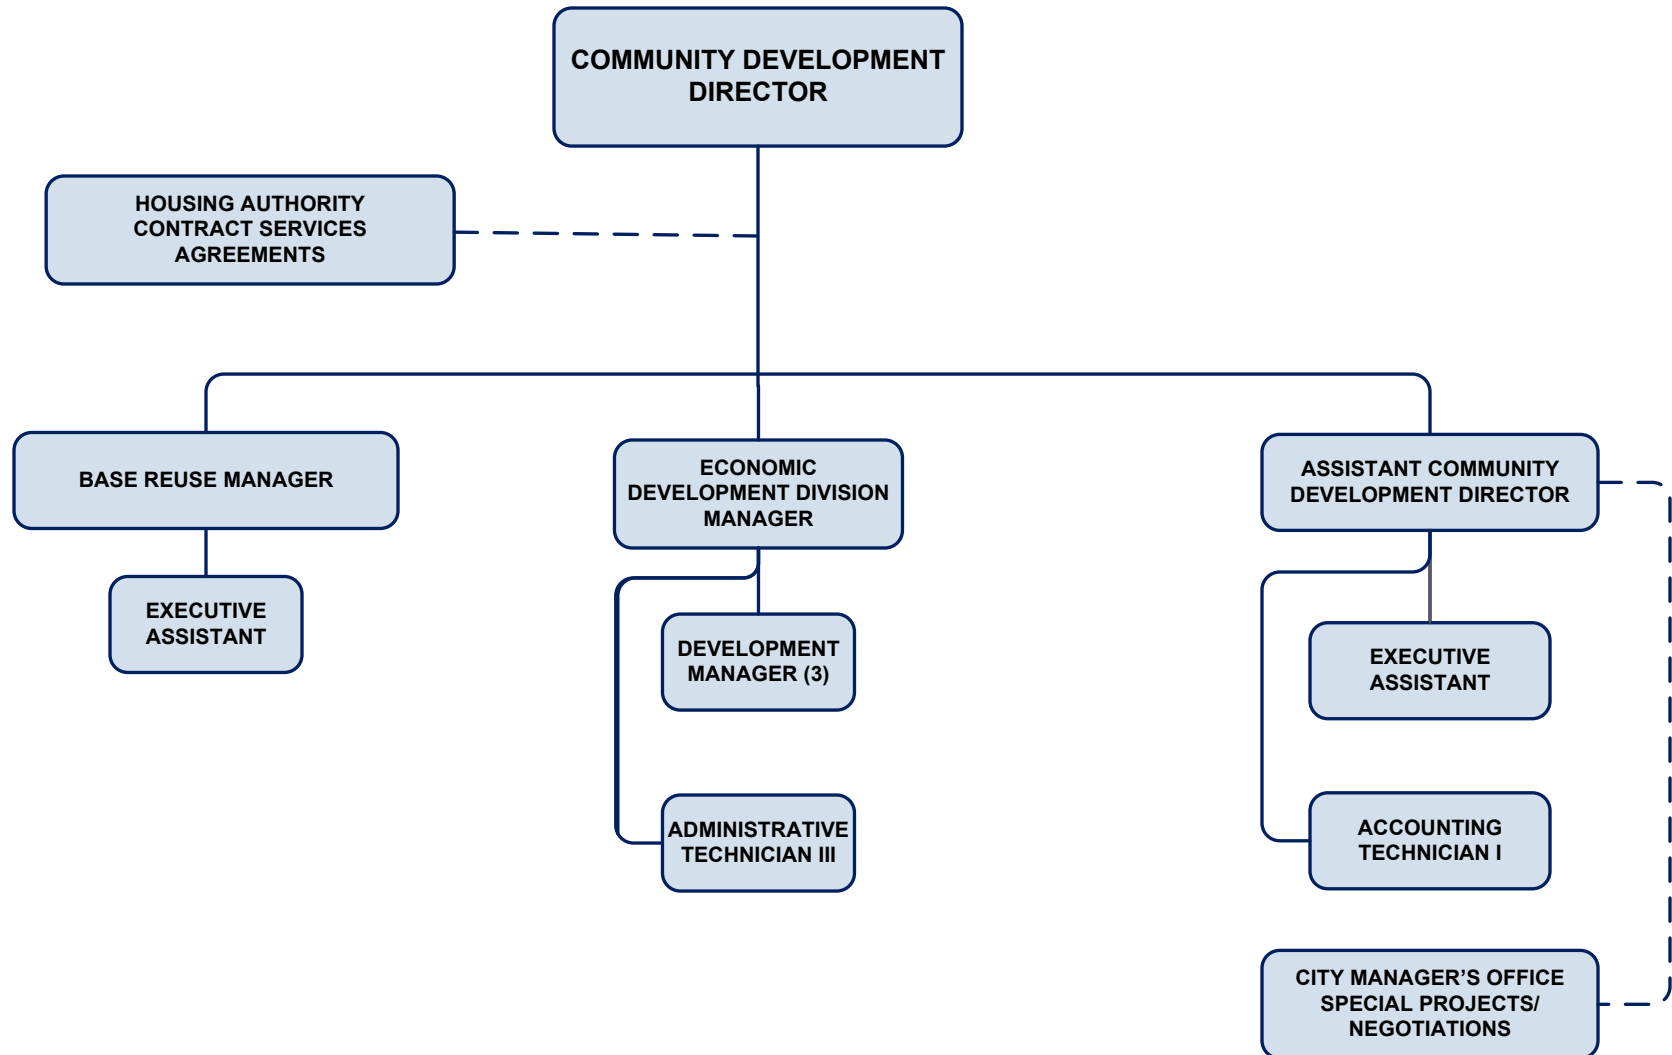 COMMUNITY DEVELOPMENT
DIRECTOR
HOUSING AUTHORITY
CONTRACT SERVICES
AGREEMENTS
BASE REUSE MANAGER
EXECUTIVE
ASSISTANT
ECONOMIC
DEVELOPMENT DIVISION
MANAGER
DEVELOPMENT
MANAGER (3)
ADMINISTRATIVE
TECHNICIAN III
ASSISTANT COMMUNITY
DEVELOPMENT DIRECTOR
EXECUTIVE
ASSISTANT
ACCOUNTING
TECHNICIAN I
CITY MANAGER’S OFFICE
SPECIAL PROJECTS/
NEGOTIATIONS